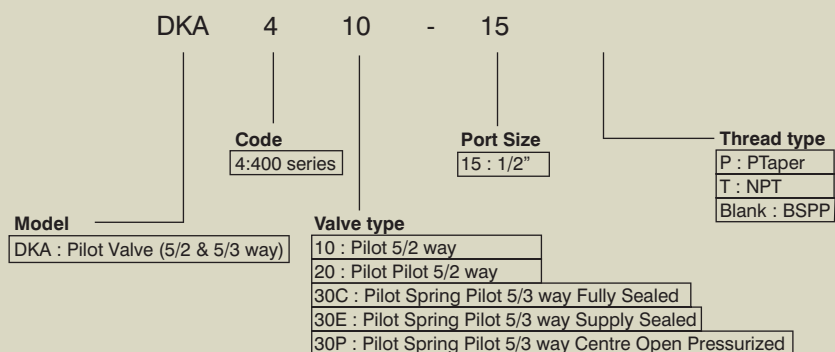 DKA 4 10 - 15
Code
4:400 series
Port Size
15 : 1/2”
Thread type
P : PTaper
T : NPT
Blank : BSPP
Model
DKA : Pilot Valve (5/2 & 5/3 way)
Valve type
10 : Pilot 5/2 way
20 : Pilot Pilot 5/2 way
30C : Pilot Spring Pilot 5/3 way Fully Sealed
30E : Pilot Spring Pilot 5/3 way Supply Sealed
30P : Pilot Spring Pilot 5/3 way Centre Open Pressurized